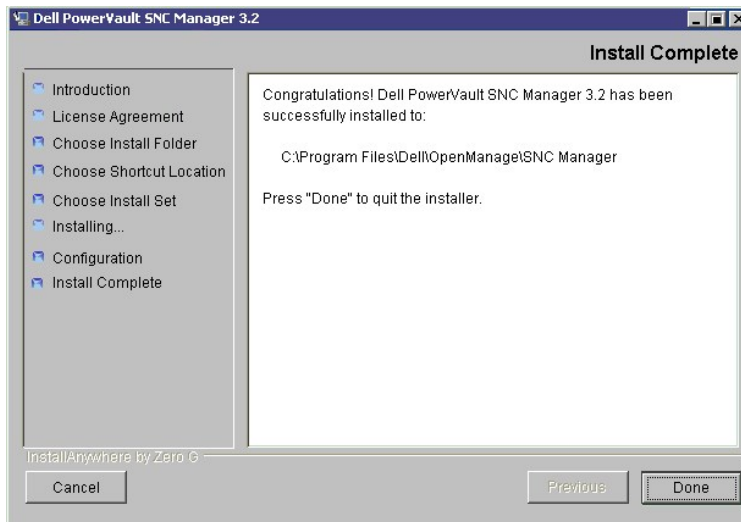 Dell PowerVault SNC Manager 3.2
Install Complete
Introduction
License Agreement
Choose Install Folder
Choose Shortcut Location
Choose Install Set
Installing...
Configuration
Install Complete
Congratulations! Dell PowerVault SNC Manager 3.2 has been
successfully installed to:
C:\Program Files\Dell\OpenManage\SNC Manager
Press "Done" to quit the installer.
InstallAnywhere by Zero G
Cancel
Previous
Done